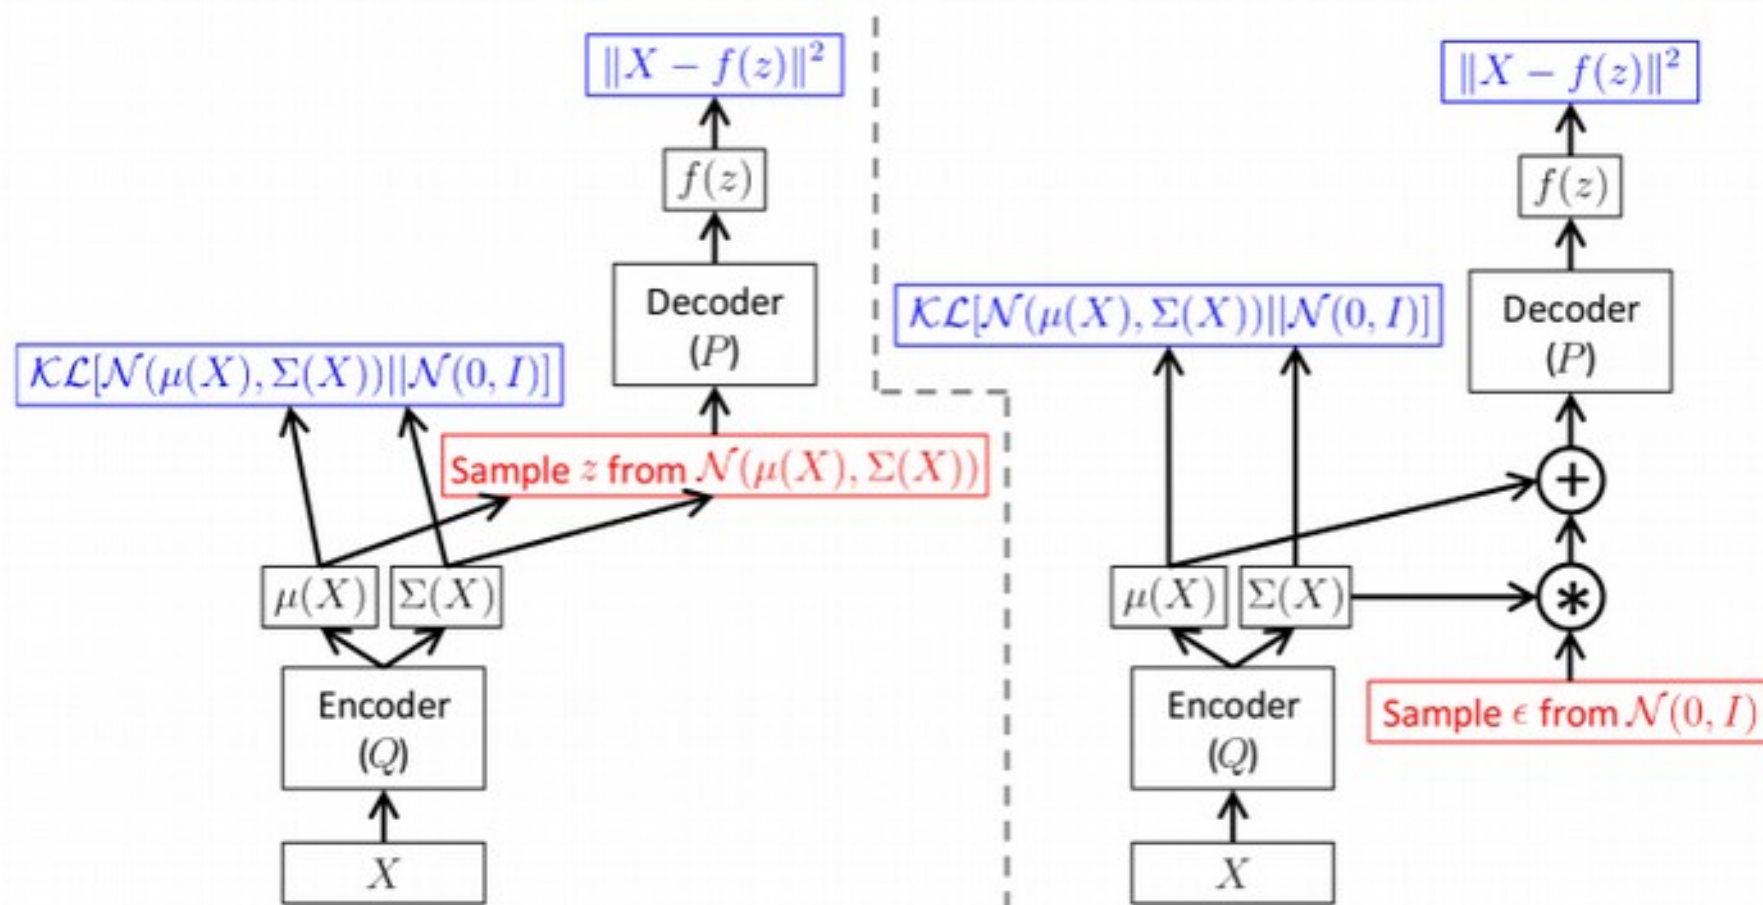 ‖X − f(z)‖²
f(z)
Decoder
(P)
𝒦ℒ[𝒩(μ(X), Σ(X))||𝒩(0, I)]
Sample z from 𝒩(μ(X), Σ(X))
μ(X)
Σ(X)
Encoder
(Q)
X
‖X − f(z)‖²
f(z)
Decoder
(P)
𝒦ℒ[𝒩(μ(X), Σ(X))||𝒩(0, I)]
+
μ(X)
Σ(X)
*
Encoder
(Q)
Sample ϵ from 𝒩(0, I)
X